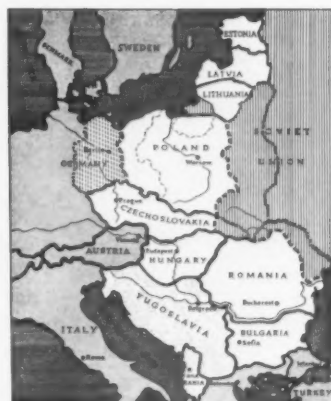 ESTONIA
SWEDEN
LATVIA
LITHUANIA
SOVIET
UNION
POLAND
Warsaw
GERMANY
Prague
CZECHOSLOVAKIA
AUSTRIA
Budapest
HUNGARY
ROMANIA
Bucharest
YUGOSLAVIA
Belgrade
BULGARIA
Sofia
ITALY
Rome
TURKEY